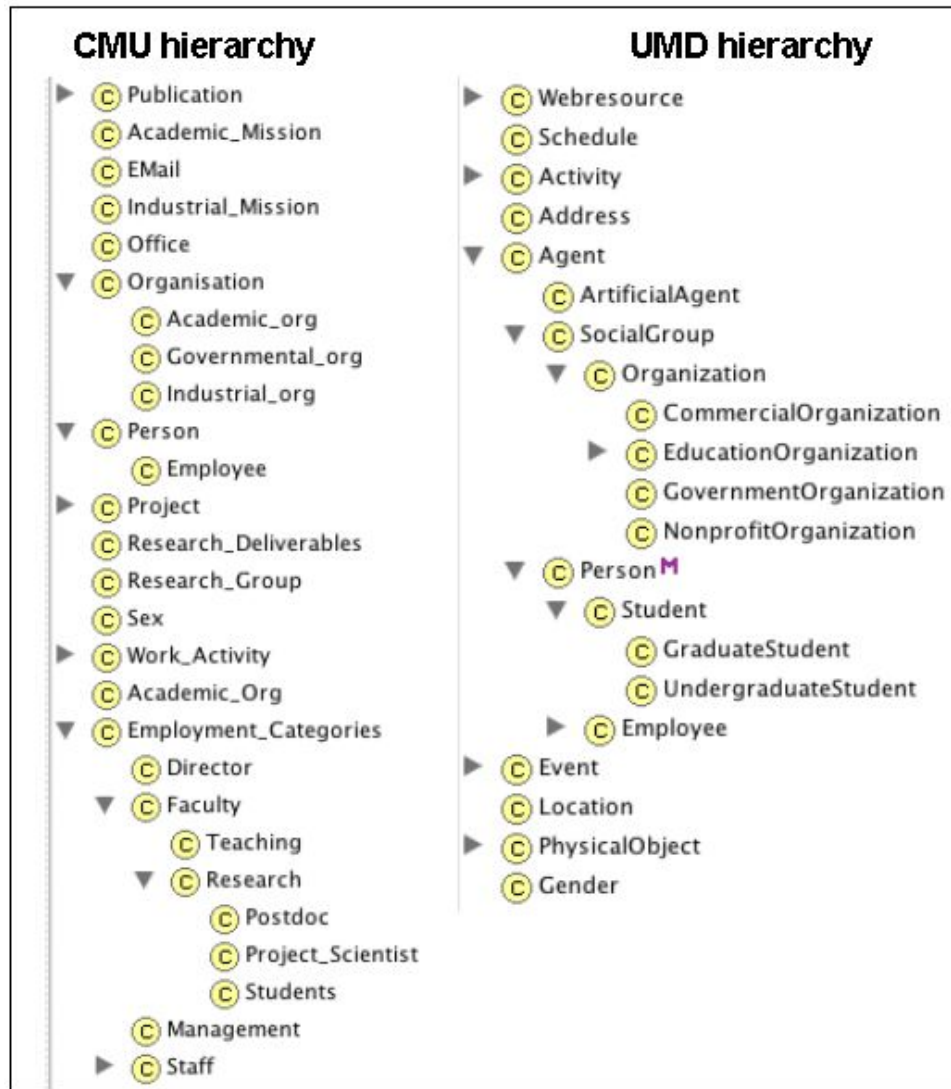 CMU hierarchy
Publication
Academic_Mission
EMail
Industrial_Mission
Office
Organisation
Academic_org
Governmental_org
Industrial_org
Person
Employee
Project
Research_Deliverables
Research_Group
Sex
Work_Activity
Academic_Org
Employment_Categories
Director
Faculty
Teaching
Research
Postdoc
Project_Scientist
Students
Management
Staff
UMD hierarchy
Webresource
Schedule
Activity
Address
Agent
ArtificialAgent
SocialGroup
Organization
CommercialOrganization
EducationOrganization
GovernmentOrganization
NonprofitOrganization
Person M
Student
GraduateStudent
UndergraduateStudent
Employee
Event
Location
PhysicalObject
Gender